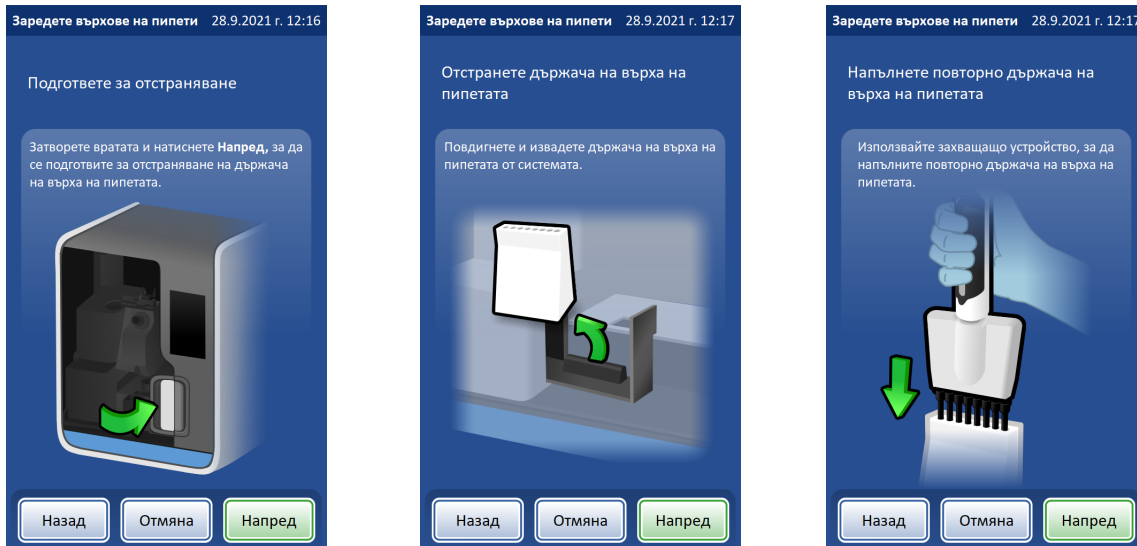 Заредете върхове на пипети 28.9.2021 г. 12:16
Подгответе за отстраняване
Затворете вратата и натиснете Напред, за да
се подготвите за отстраняване на държача
на върха на пипетата.
Назад Отмяна Напред
Заредете върхове на пипети 28.9.2021 г. 12:17
Отстранете държача на върха на
пипетата
Повдигнете и извадете държача на върха на
пипетата от системата.
Назад Отмяна Напред
Заредете върхове на пипети 28.9.2021 г. 12:17
Напълнете повторно държача на
върха на пипетата
Използвайте захващащо устройство, за да
напълните повторно държача на върха на
пипетата.
Назад Отмяна Напред